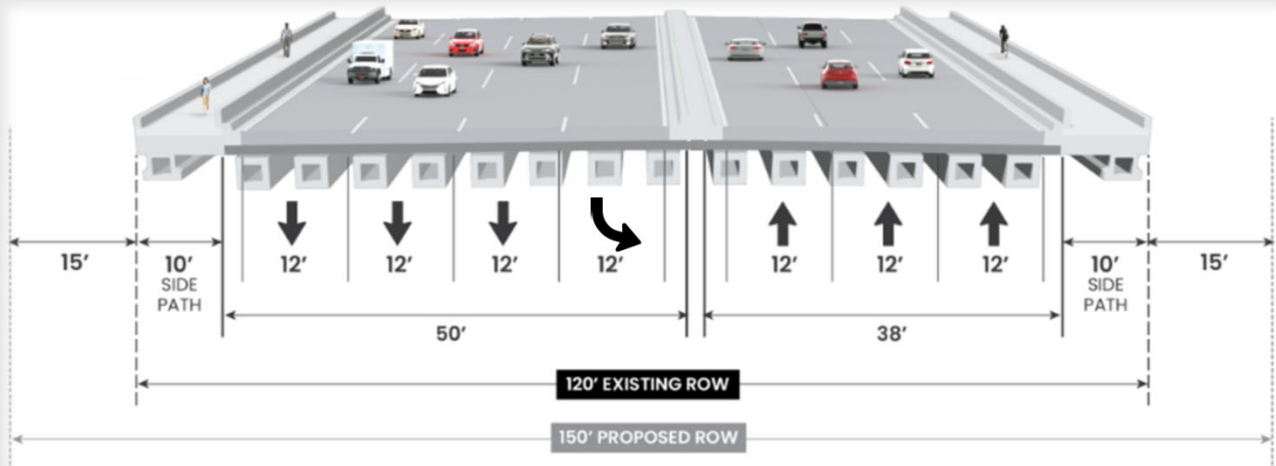 15’
10’
SIDE
PATH
12’
12’
12’
12’
12’
12’
12’
10’
SIDE
PATH
15’
50’
38’
120’ EXISTING ROW
150’ PROPOSED ROW